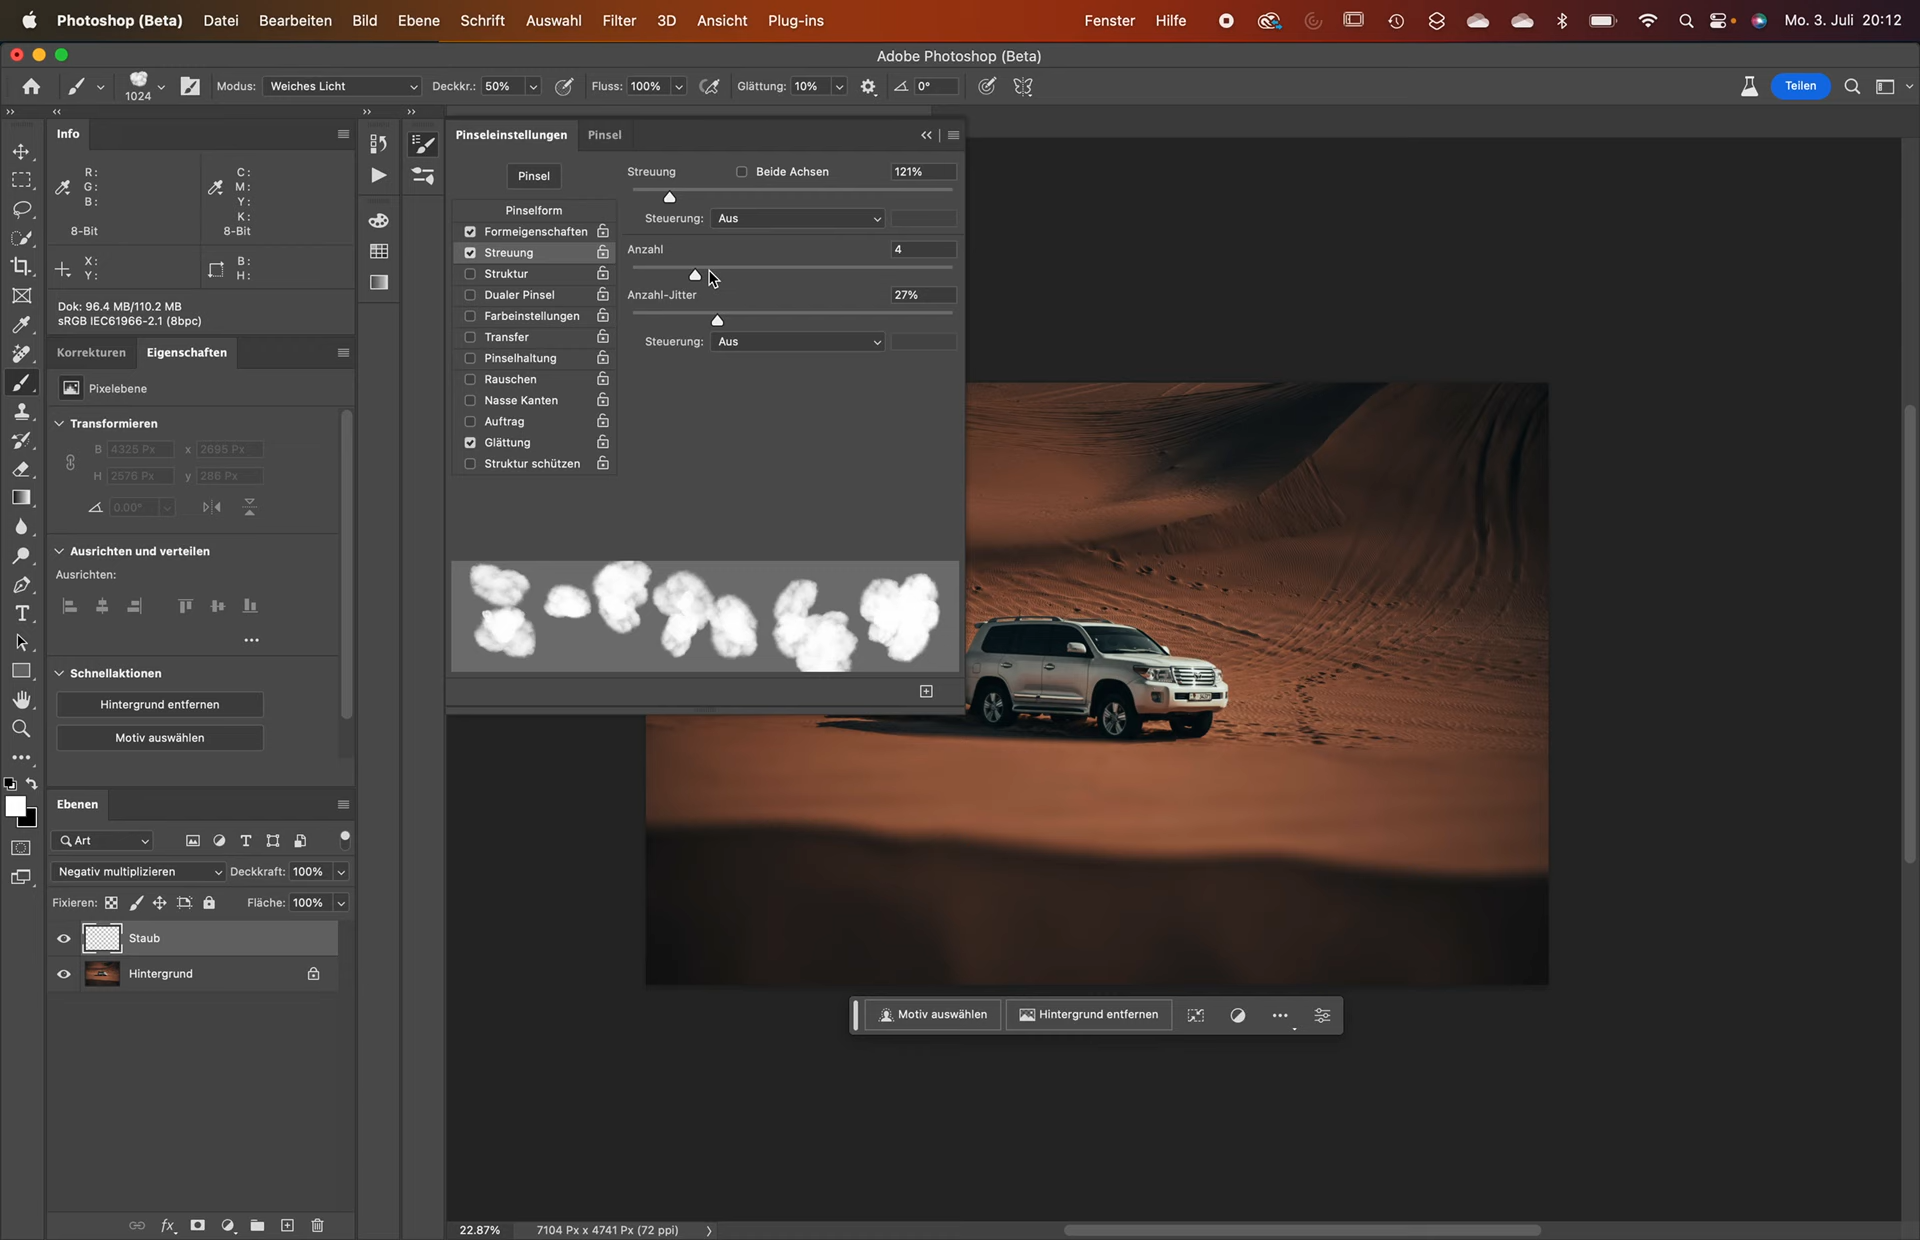 Photoshop (Beta) Datei Bearbeiten Bild Ebene Schrift Auswahl Filter 3D Ansicht Plug-ins Fenster Hilfe Mo. 3. Juli 20:12
Adobe Photoshop (Beta)
1024 Modus: Weiches Licht Deckkr.: 50% Fluss: 100% Glättung: 10% 0° Teilen
Info
R:
G:
B:
8-Bit
C:
M:
Y:
K:
8-Bit
X:
Y:
B:
H:
Dok: 96.4 MB/110.2 MB
sRGB IEC61966-2.1 (8bpc)
Korrekturen Eigenschaften
Pixelebene
Transformieren
B 4325 Px x 2695 Px
H 2576 Px y 286 Px
0.00°
Ausrichten und verteilen
Ausrichten:
Schnellaktionen
Hintergrund entfernen
Motiv auswählen
Ebenen
Art
Negativ multiplizieren Deckkraft: 100%
Fixieren: Fläche: 100%
Staub
Hintergrund
Pinseleinstellungen Pinsel
Pinsel
Pinselform
Formeigenschaften
Streuung
Struktur
Dualer Pinsel
Farbeinstellungen
Transfer
Pinselhaltung
Rauschen
Nasse Kanten
Auftrag
Glättung
Struktur schützen
Streuung Beide Achsen 121%
Steuerung: Aus
Anzahl 4
Anzahl-Jitter 27%
Steuerung: Aus
Motiv auswählen Hintergrund entfernen
22.87% 7104 Px x 4741 Px (72 ppi)